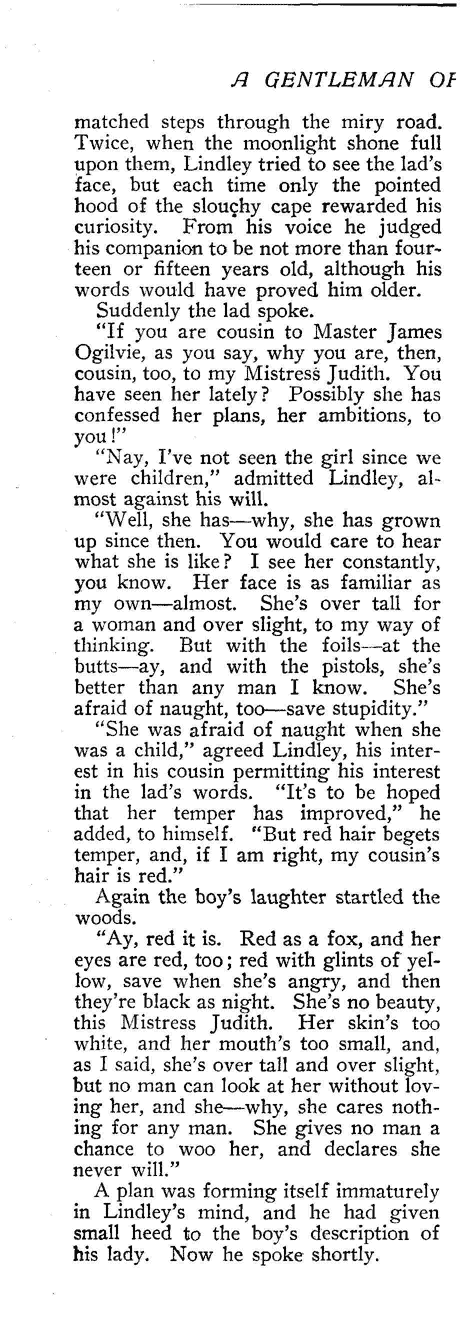 A GENTLEMAN OF
matched steps through the miry road.
Twice, when the moonlight shone full
upon them, Lindley tried to see the lad's
face, but each time only the pointed
hood of the slouchy cape rewarded his
curiosity. From his voice he judged
his companion to be not more than four-
teen or fifteen years old, although his
words would have proved him older.
Suddenly the lad spoke.
"If you are cousin to Master James
Ogilvie, as you say, why you are, then,
cousin, too, to my Mistress Judith. You
have seen her lately? Possibly she has
confessed her plans, her ambitions, to
you!"
"Nay, I've not seen the girl since we
were children," admitted Lindley, al-
most against his will.
"Well, she has—why, she has grown
up since then. You would care to hear
what she is like? I see her constantly,
you know. Her face is as familiar as
my own—almost. She's over tall for
a woman and over slight, to my way of
thinking. But with the foils—at the
butts—ay, and with the pistols, she's
better than any man I know. She's
afraid of naught, too—save stupidity."
"She was afraid of naught when she
was a child," agreed Lindley, his inter-
est in his cousin permitting his interest
in the lad's words. "It's to be hoped
that her temper has improved," he
added, to himself. "But red hair begets
temper, and, if I am right, my cousin's
hair is red."
Again the boy's laughter startled the
woods.
"Ay, red it is. Red as a fox, and her
eyes are red, too; red with glints of yel-
low, save when she's angry, and then
they're black as night. She's no beauty,
this Mistress Judith. Her skin's too
white, and her mouth's too small, and,
as I said, she's over tall and over slight,
but no man can look at her without lov-
ing her, and she—why, she cares noth-
ing for any man. She gives no man a
chance to woo her, and declares she
never will."
A plan was forming itself immaturely
in Lindley's mind, and he had given
small heed to the boy's description of
his lady. Now he spoke shortly.